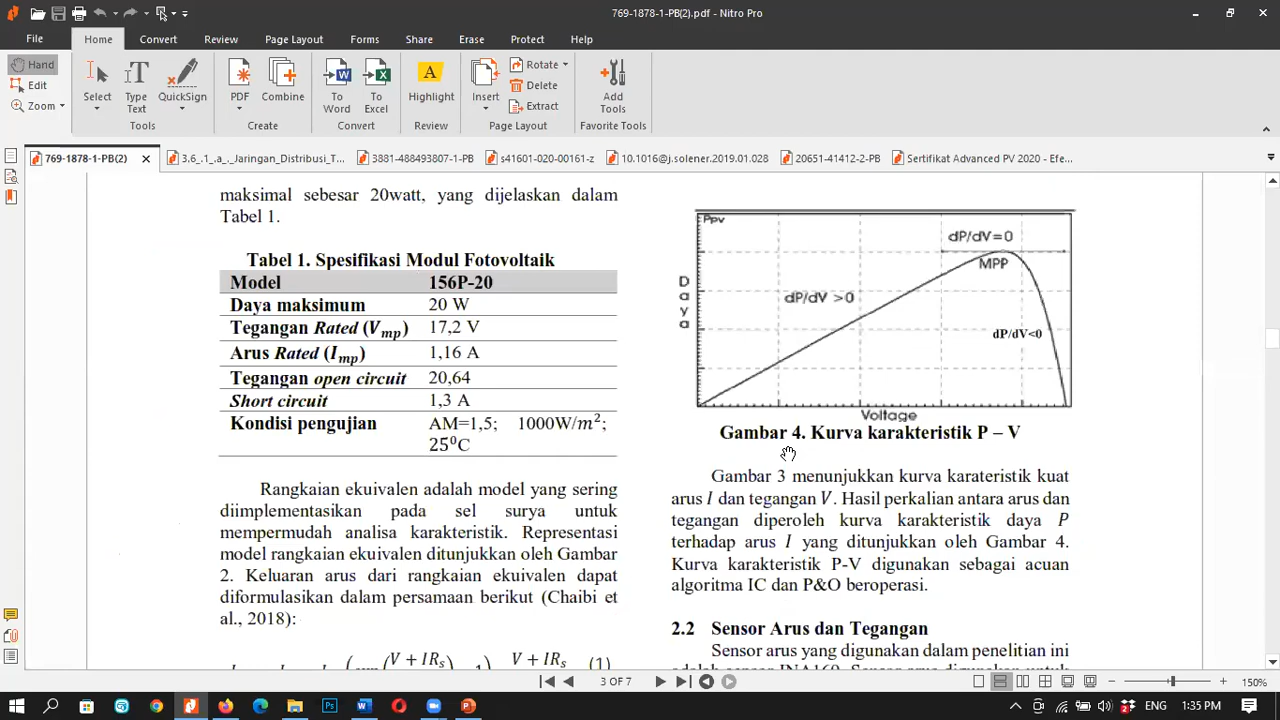 769-1878-1-PB(2).pdf - Nitro Pro
File Home Convert Review Page Layout Forms Share Erase Protect Help
Hand
Edit
Zoom
Select
Type Text
QuickSign
PDF
Combine
To Word
To Excel
Highlight
Insert
Rotate
Delete
Extract
Add Tools
Tools Create Convert Review Page Layout Favorite Tools
769-1878-1-PB(2) 3.6_.1_.a_.Jaringan_Distribusi_T... 3881-488493807-1-PB s41601-020-00161-z 10.1016@j.solener.2019.01.028 20651-41412-2-PB Sertifikat Advanced PV 2020 - Efe...
maksimal sebesar 20watt, yang dijelaskan dalam
Tabel 1.
Tabel 1. Spesifikasi Modul Fotovoltaik
Model 156P-20
Daya maksimum 20 W
Tegangan Rated (Vmp) 17,2 V
Arus Rated (Imp) 1,16 A
Tegangan open circuit 20,64
Short circuit 1,3 A
Kondisi pengujian AM=1,5; 1000W/m²;
25⁰C
Rangkaian ekuivalen adalah model yang sering
diimplementasikan pada sel surya untuk
mempermudah analisa karakteristik. Representasi
model rangkaian ekuivalen ditunjukkan oleh Gambar
2. Keluaran arus dari rangkaian ekuivalen dapat
diformulasikan dalam persamaan berikut (Chaibi et
al., 2018):
V + IRs V + IRs (1)
Ppv
dP/dV=0
MPP
dP/dV >0
dP/dV<0
Daya
Voltage
Gambar 4. Kurva karakteristik P – V
Gambar 3 menunjukkan kurva karateristik kuat
arus I dan tegangan V. Hasil perkalian antara arus dan
tegangan diperoleh kurva karakteristik daya P
terhadap arus I yang ditunjukkan oleh Gambar 4.
Kurva karakteristik P-V digunakan sebagai acuan
algoritma IC dan P&O beroperasi.
2.2 Sensor Arus dan Tegangan
Sensor arus yang digunakan dalam penelitian ini
3 OF 7
150%
ENG 1:35 PM